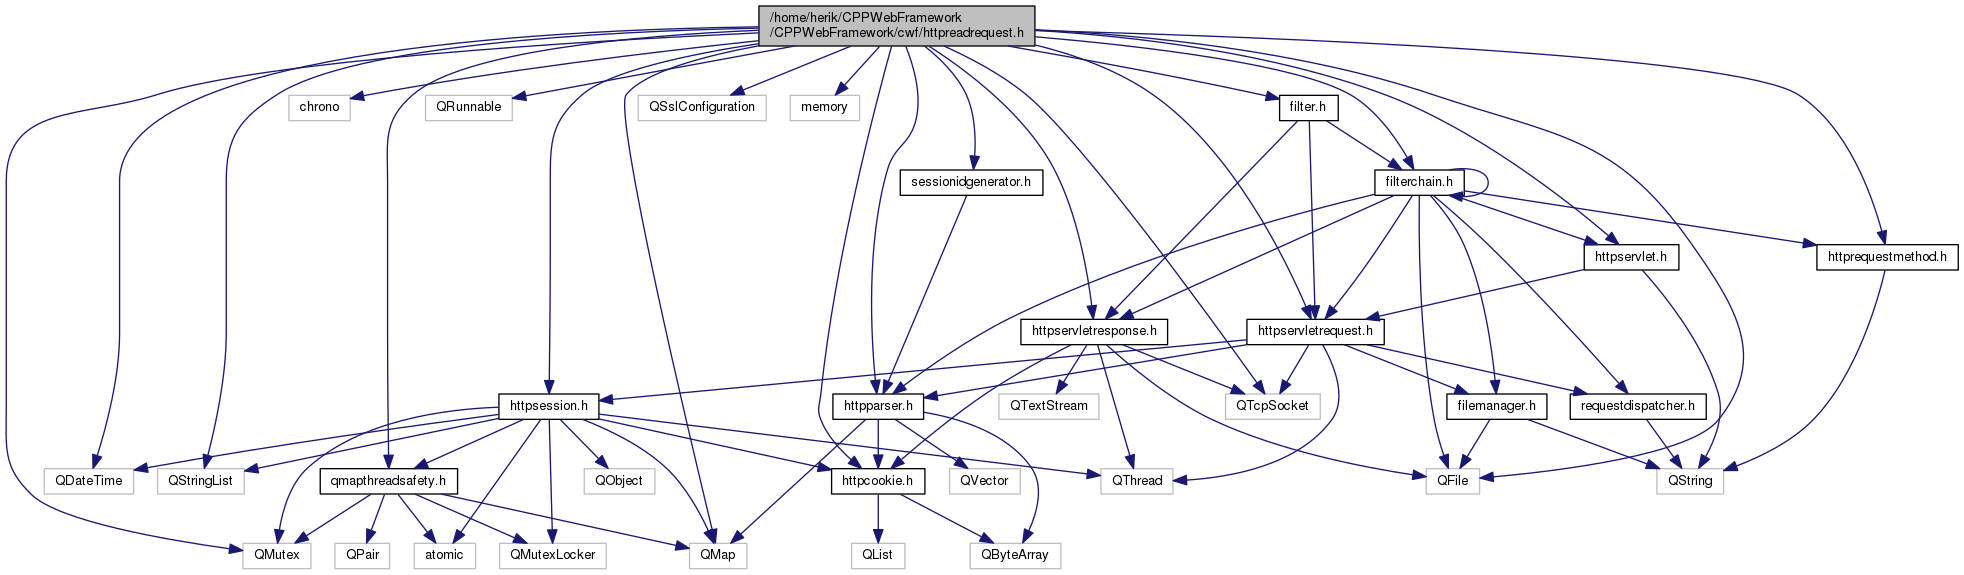 /home/herik/CPPWebFramework
/CPPWebFramework/cwf/httpreadrequest.h
chrono
QRunnable
QSslConfiguration
memory
filter.h
sessionidgenerator.h
filterchain.h
httpservlet.h
httprequestmethod.h
httpservletresponse.h
httpservletrequest.h
httpsession.h
httpparser.h
QTextStream
QTcpSocket
filemanager.h
requestdispatcher.h
QDateTime
QStringList
qmapthreadsafety.h
QObject
httpcookie.h
QVector
QThread
QFile
QString
QMutex
QPair
atomic
QMutexLocker
QMap
QList
QByteArray